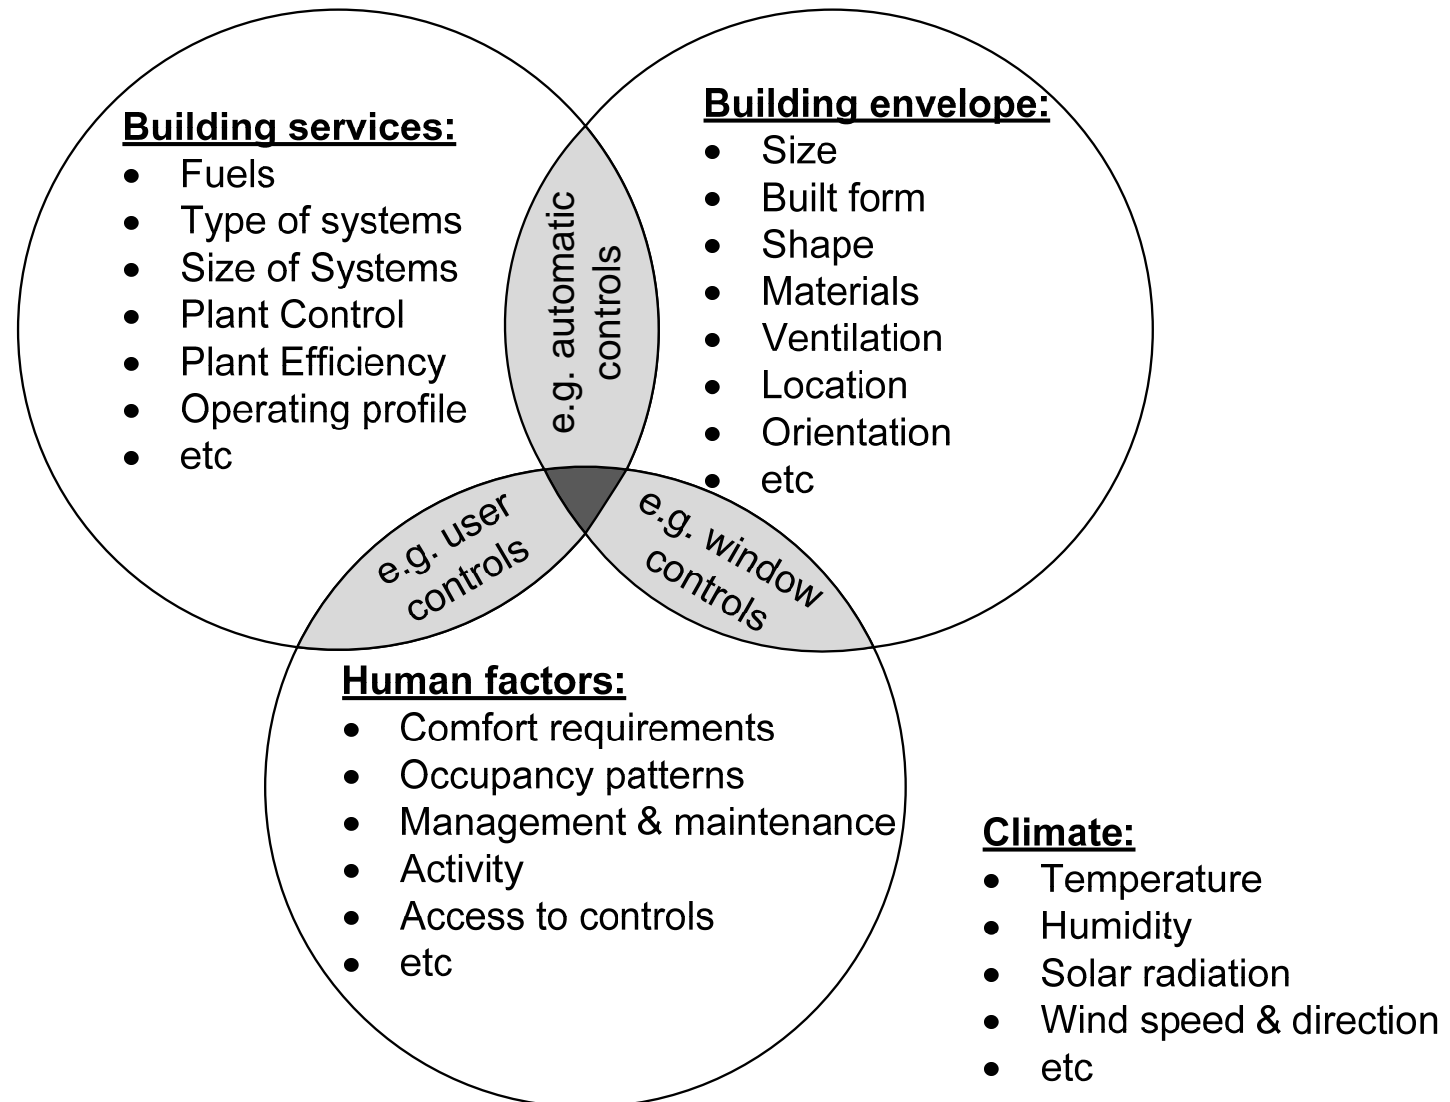 Building services:
• Fuels
• Type of systems
• Size of Systems
• Plant Control
• Plant Efficiency
• Operating profile
• etc
e.g. automatic
controls
Building envelope:
• Size
• Built form
• Shape
• Materials
• Ventilation
• Location
• Orientation
• etc
e.g. user
controls
e.g. window
controls
Human factors:
• Comfort requirements
• Occupancy patterns
• Management & maintenance
• Activity
• Access to controls
• etc
Climate:
• Temperature
• Humidity
• Solar radiation
• Wind speed & direction
• etc